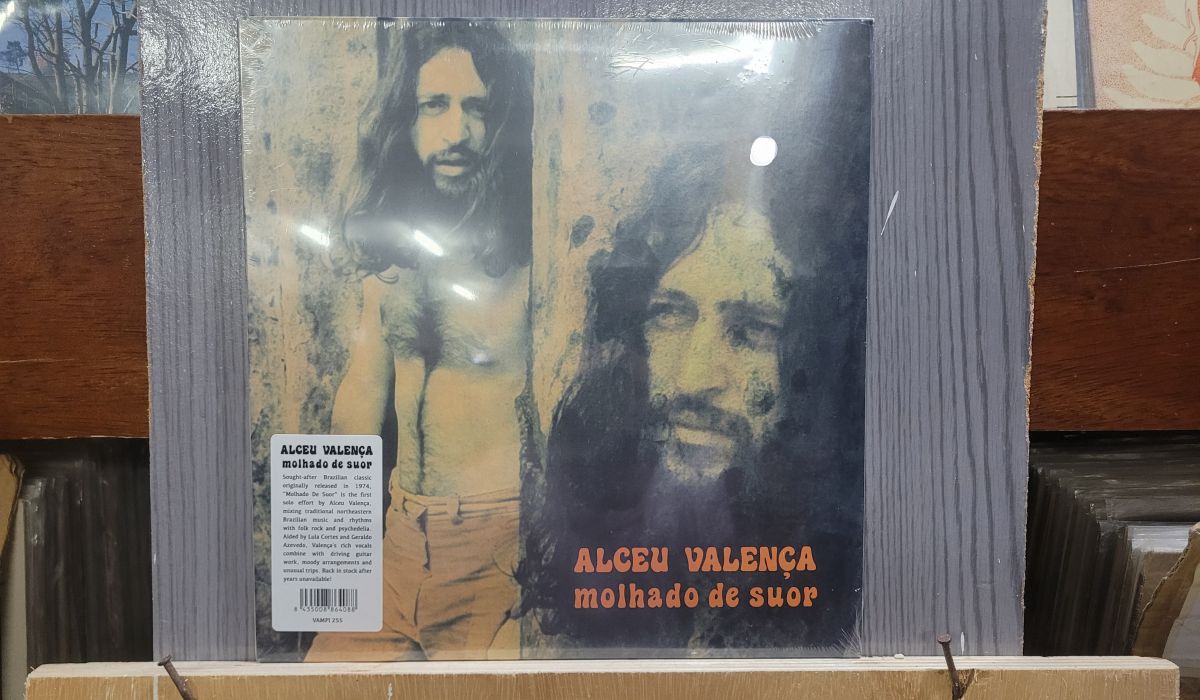 ALCEU VALENÇA
molhado de suor
Sought-after Brazilian classic
originally released in 1974,
"Molhado De Suor" is the first
solo effort by Alceu Valença,
mixing traditional northeastern
Brazilian music and rhythms
with folk rock and psychedelia.
Aided by Lula Cortes and Geraldo
Azevedo, Valença's rich vocals
combine with driving guitar
work, moody arrangements and
unusual trips. Back in stock after
years unavailable!
8 435008 864088
VAMPI 255
ALCEU VALENÇA
molhado de suor